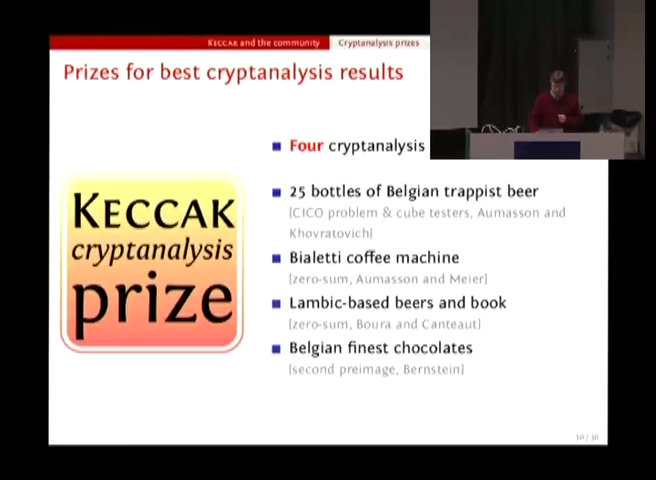 KECCAK and the community Cryptanalysis prizes
Prizes for best cryptanalysis results
Four cryptanalysis
25 bottles of Belgian trappist beer
[CICO problem & cube testers, Aumasson and
Khovratovich]
KECCAK
cryptanalysis
prize
Bialetti coffee machine
[zero-sum, Aumasson and Meier]
Lambic-based beers and book
[zero-sum, Boura and Canteaut]
Belgian finest chocolates
[second preimage, Bernstein]
10 / 36